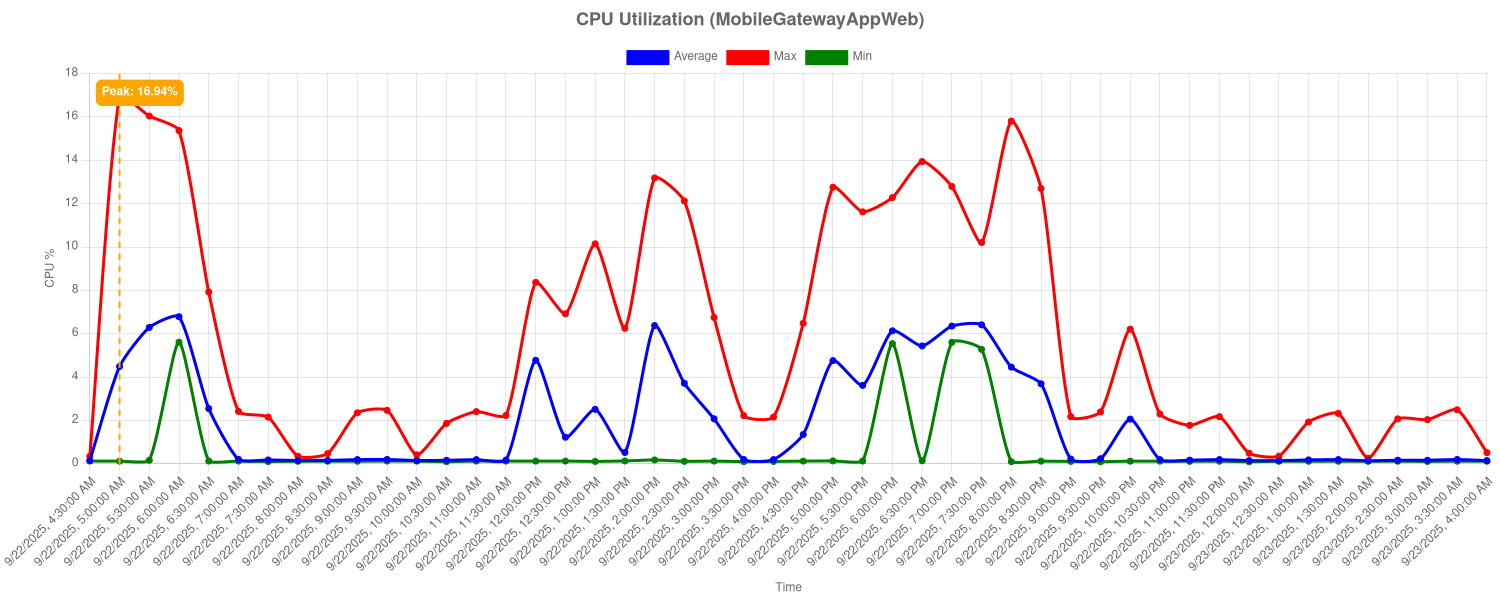 CPU Utilization (MobileGatewayAppWeb)
Average Max Min
Peak: 16.94%
18
16
14
12
10
8
6
4
2
0
CPU %
9/22/2025, 4:30:00 AM
9/22/2025, 5:00:00 AM
9/22/2025, 5:30:00 AM
9/22/2025, 6:00:00 AM
9/22/2025, 6:30:00 AM
9/22/2025, 7:00:00 AM
9/22/2025, 7:30:00 AM
9/22/2025, 8:00:00 AM
9/22/2025, 8:30:00 AM
9/22/2025, 9:00:00 AM
9/22/2025, 9:30:00 AM
9/22/2025, 10:00:00 AM
9/22/2025, 10:30:00 AM
9/22/2025, 11:00:00 AM
9/22/2025, 11:30:00 AM
9/22/2025, 12:00:00 PM
9/22/2025, 12:30:00 PM
9/22/2025, 1:00:00 PM
9/22/2025, 1:30:00 PM
9/22/2025, 2:00:00 PM
9/22/2025, 2:30:00 PM
9/22/2025, 3:00:00 PM
9/22/2025, 3:30:00 PM
9/22/2025, 4:00:00 PM
9/22/2025, 4:30:00 PM
9/22/2025, 5:00:00 PM
9/22/2025, 5:30:00 PM
9/22/2025, 6:00:00 PM
9/22/2025, 6:30:00 PM
9/22/2025, 7:00:00 PM
9/22/2025, 7:30:00 PM
9/22/2025, 8:00:00 PM
9/22/2025, 8:30:00 PM
9/22/2025, 9:00:00 PM
9/22/2025, 9:30:00 PM
9/22/2025, 10:00:00 PM
9/22/2025, 10:30:00 PM
9/22/2025, 11:00:00 PM
9/22/2025, 11:30:00 PM
9/23/2025, 12:00:00 AM
9/23/2025, 12:30:00 AM
9/23/2025, 1:00:00 AM
9/23/2025, 1:30:00 AM
9/23/2025, 2:00:00 AM
9/23/2025, 2:30:00 AM
9/23/2025, 3:00:00 AM
9/23/2025, 3:30:00 AM
9/23/2025, 4:00:00 AM
Time